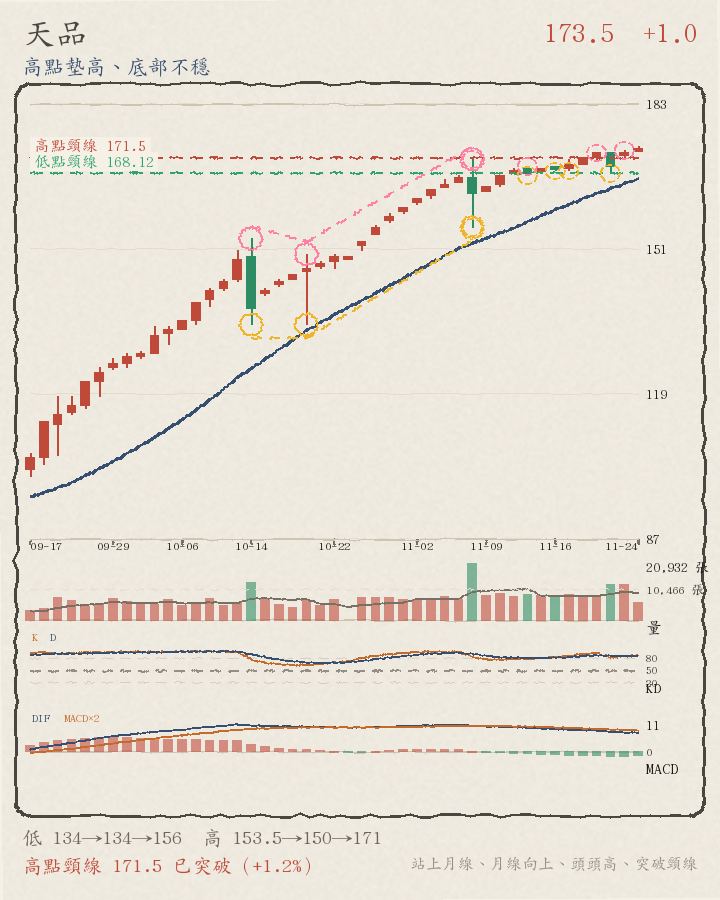 天品 173.5 +1.0
高點墊高、底部不穩
183
高點頸線 171.5
低點頸線 168.12
151
119
87
09-17 09-29 10-06 10-14 10-22 11-02 11-09 11-16 11-24
20,932 張
10,466 張
量
K D
80
50
20
KD
DIF MACD×2
11
0
MACD
低 134→134→156 高 153.5→150→171
高點頸線 171.5 已突破 (+1.2%) 站上月線、月線向上、頭頭高、突破頸線